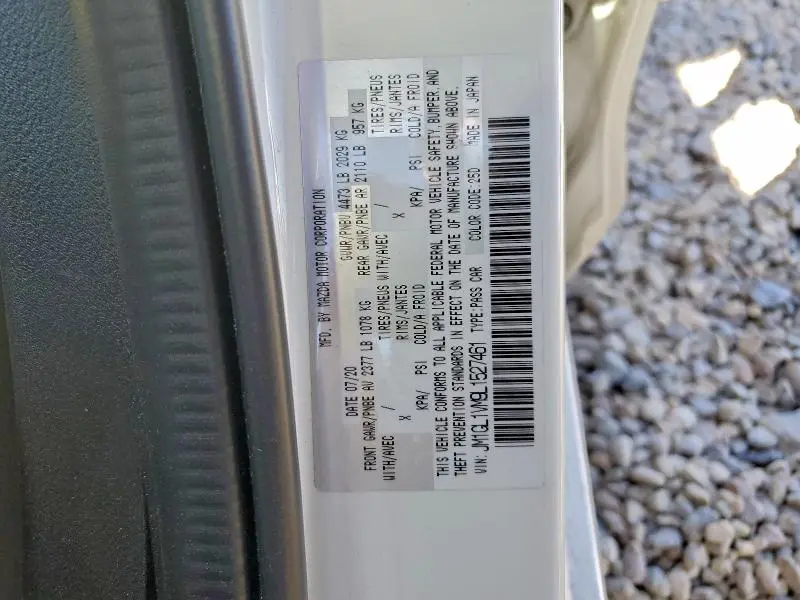 MFD. BY MAZDA MOTOR CORPORATION
DATE 07/20 GVWR/PNBV 4473 LB 2029 KG
FRONT GAWR/PNBE AV 2377 LB 1078 KG REAR GAWR/PNBE AR 2110 LB 957 KG
WITH/AVEC / TIRES/PNEUS WITH/AVEC / TIRES/PNEUS
X RIMS/JANTES X RIMS/JANTES
KPA/ PSI COLD/A FROID KPA/ PSI COLD/A FROID
THIS VEHICLE CONFORMS TO ALL APPLICABLE FEDERAL MOTOR VEHICLE SAFETY, BUMPER, AND
THEFT PREVENTION STANDARDS IN EFFECT ON THE DATE OF MANUFACTURE SHOWN ABOVE.
VIN: JM1GL1VM9L1527461 TYPE:PASS CAR COLOR CODE:25D MADE IN JAPAN